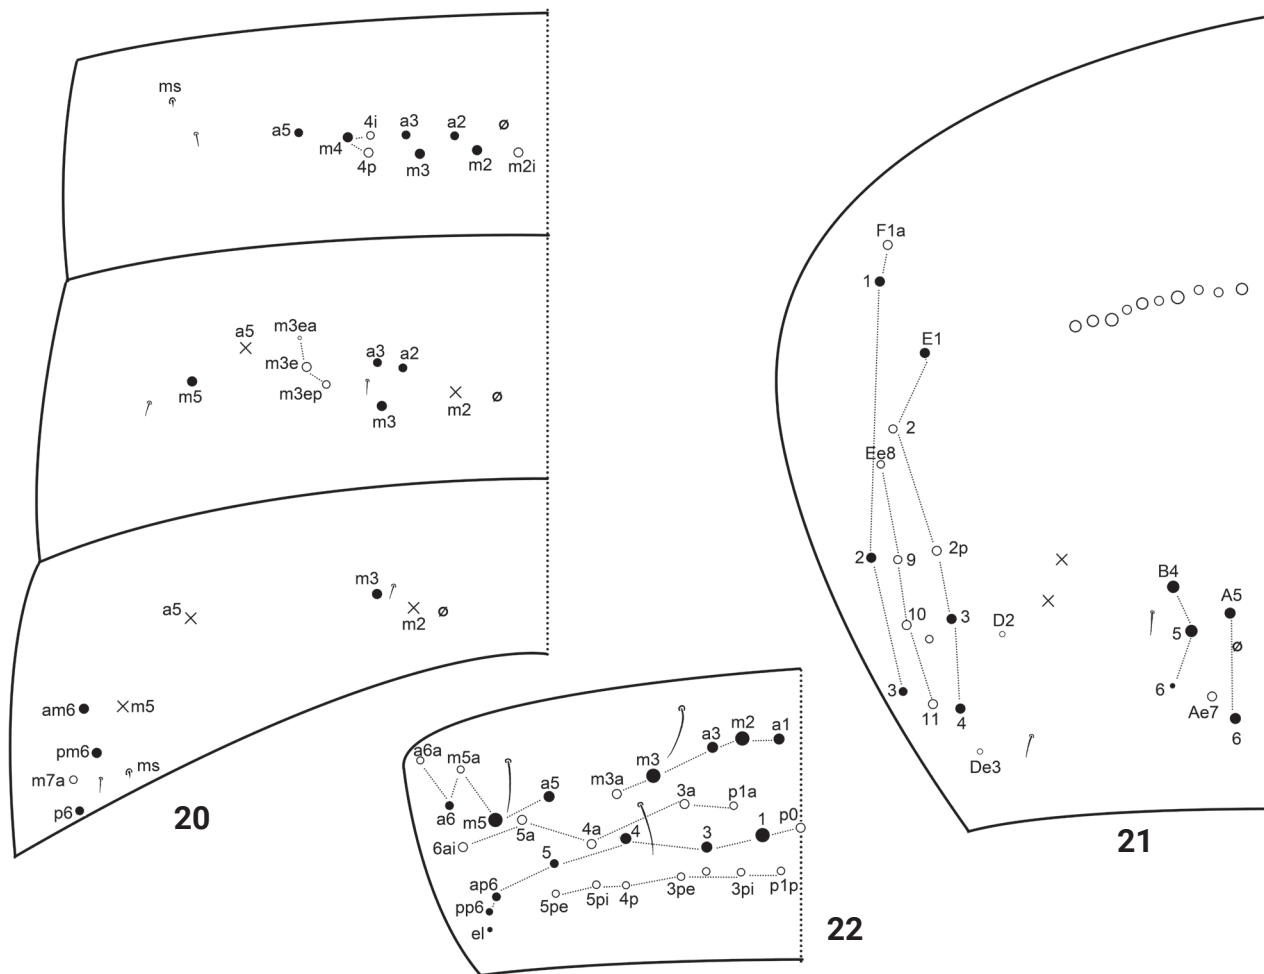 ms
a5 m4 4i 4p a3 m3 a2 m2 ø m2i
a5 m3ea
m5 m3e m3ep a3 a2 m3 m2 ø
a5 m3 m2 ø
am6 m5
pm6
m7a ms
p6
20
F1a
1
E1
2
Ee8
2 9 2p
10 3 D2
3 11 4
De3
B4 A5
5 ø
6 Ae7 6
21
a6a m5a m3 a3 m2 a1
a6 m5 a5 m3a 3a p1a
6ai 5a 4a 4 3 1 p0
5
ap6 5pe 5pi 4p 3pe 3pi p1p
pp6
el
22